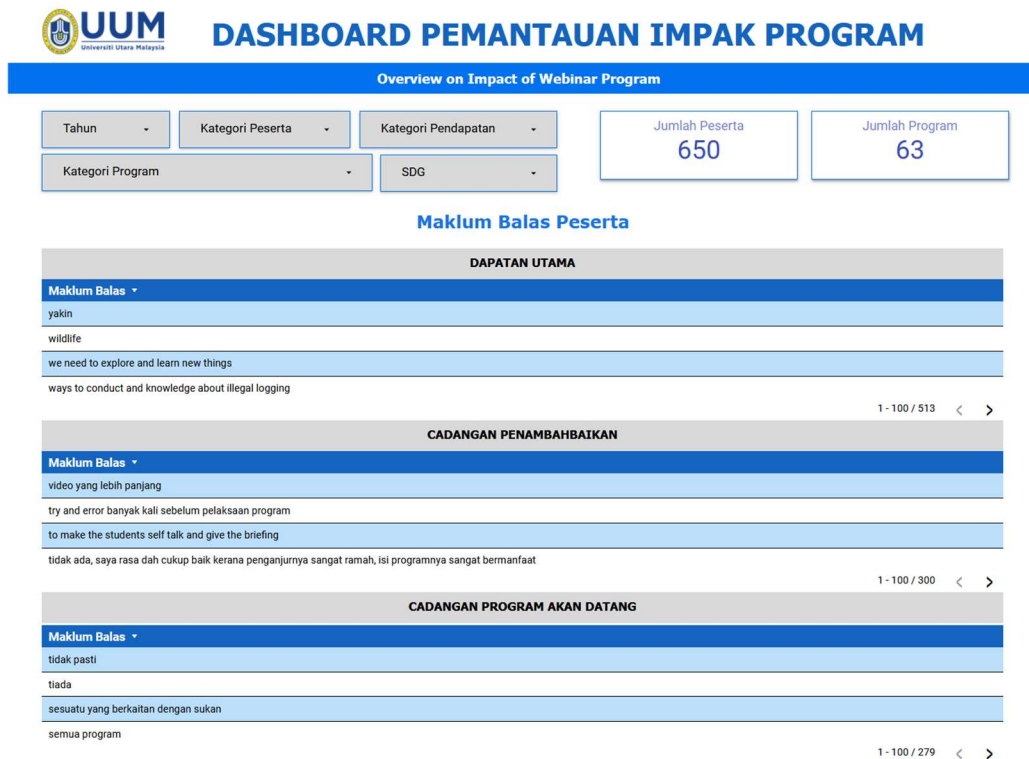 UUM
Universiti Utara Malaysia
DASHBOARD PEMANTAUAN IMPAK PROGRAM
Overview on Impact of Webinar Program
Tahun
Kategori Peserta
Kategori Pendapatan
Jumlah Peserta
650
Jumlah Program
63
Kategori Program
SDG
Maklum Balas Peserta
DAPATAN UTAMA
Maklum Balas
yakin
wildlife
we need to explore and learn new things
ways to conduct and knowledge about illegal logging
1 - 100 / 513
CADANGAN PENAMBAHBAIKAN
Maklum Balas
video yang lebih panjang
try and error banyak kali sebelum pelaksaan program
to make the students self talk and give the briefing
tidak ada, saya rasa dah cukup baik kerana penganjurnya sangat ramah, isi programnya sangat bermanfaat
1 - 100 / 300
CADANGAN PROGRAM AKAN DATANG
Maklum Balas
tidak pasti
tiada
sesuatu yang berkaitan dengan sukan
semua program
1 - 100 / 279